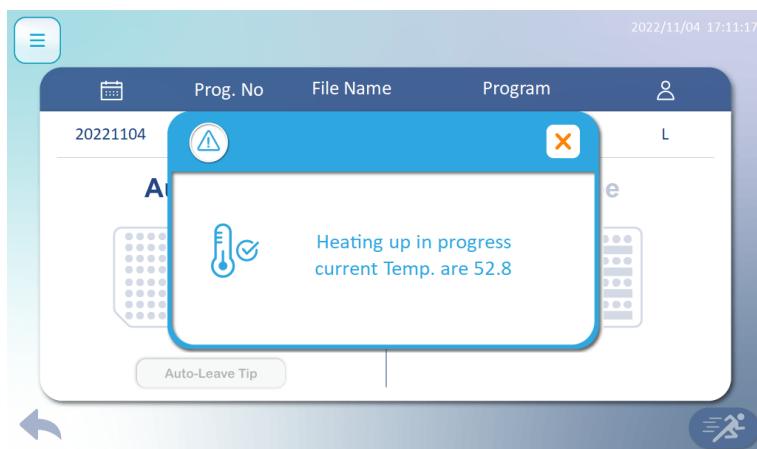 2022/11/04 17:11:17
Prog. No File Name Program
20221104 L
Heating up in progress
current Temp. are 52.8
Auto-Leave Tip